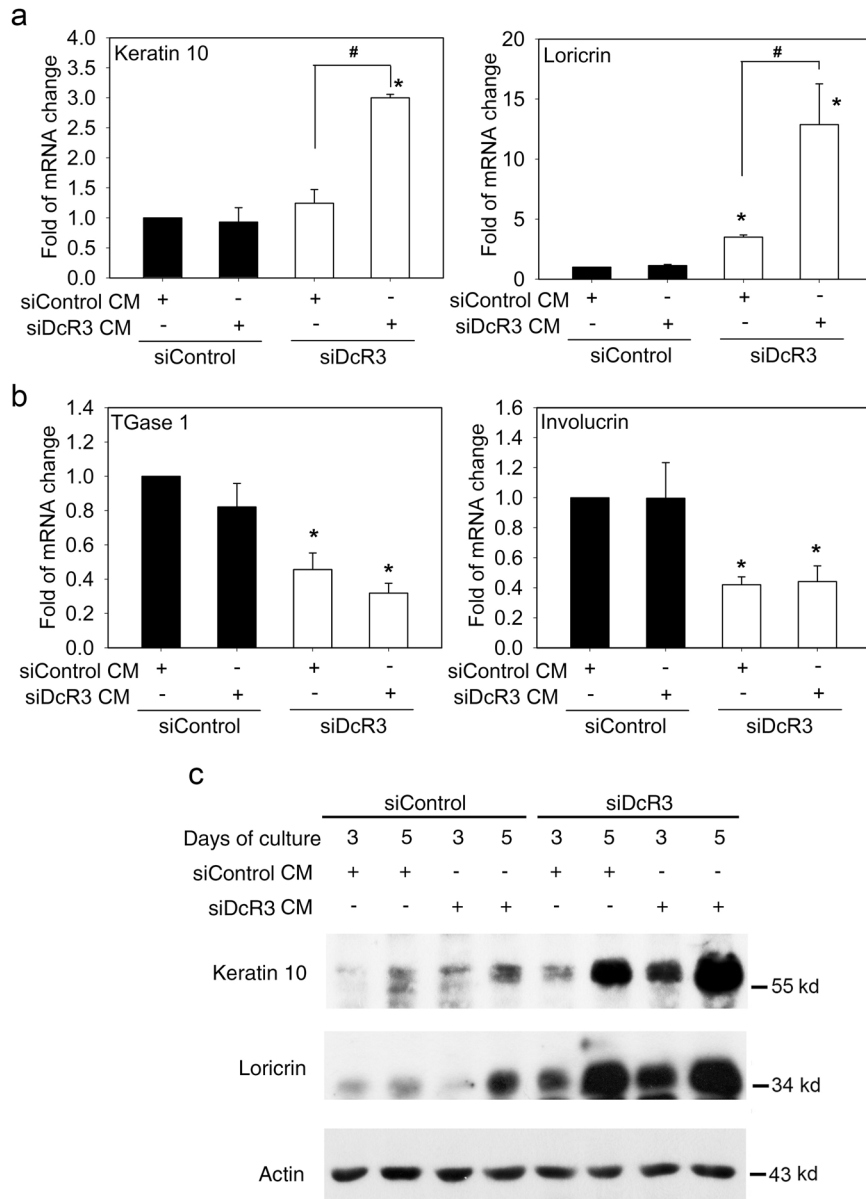 a
Keratin 10
Fold of mRNA change
4.0
3.5
3.0
2.5
2.0
1.5
1.0
0.5
0.0
#
*
siControl CM + - + -
siDcR3 CM - + - +
siControl siDcR3
Loricrin
Fold of mRNA change
20
15
10
5
0
#
* *
siControl CM + - + -
siDcR3 CM - + - +
siControl siDcR3
b
TGase 1
Fold of mRNA change
1.4
1.2
1.0
0.8
0.6
0.4
0.2
0.0
* *
siControl CM + - + -
siDcR3 CM - + - +
siControl siDcR3
Involucrin
Fold of mRNA change
1.6
1.4
1.2
1.0
0.8
0.6
0.4
0.2
0.0
* *
siControl CM + - + -
siDcR3 CM - + - +
siControl siDcR3
c
siControl siDcR3
Days of culture 3 5 3 5 3 5 3 5
siControl CM + + - - + + - -
siDcR3 CM - - + + - - + +
Keratin 10 55 kd
Loricrin 34 kd
Actin 43 kd